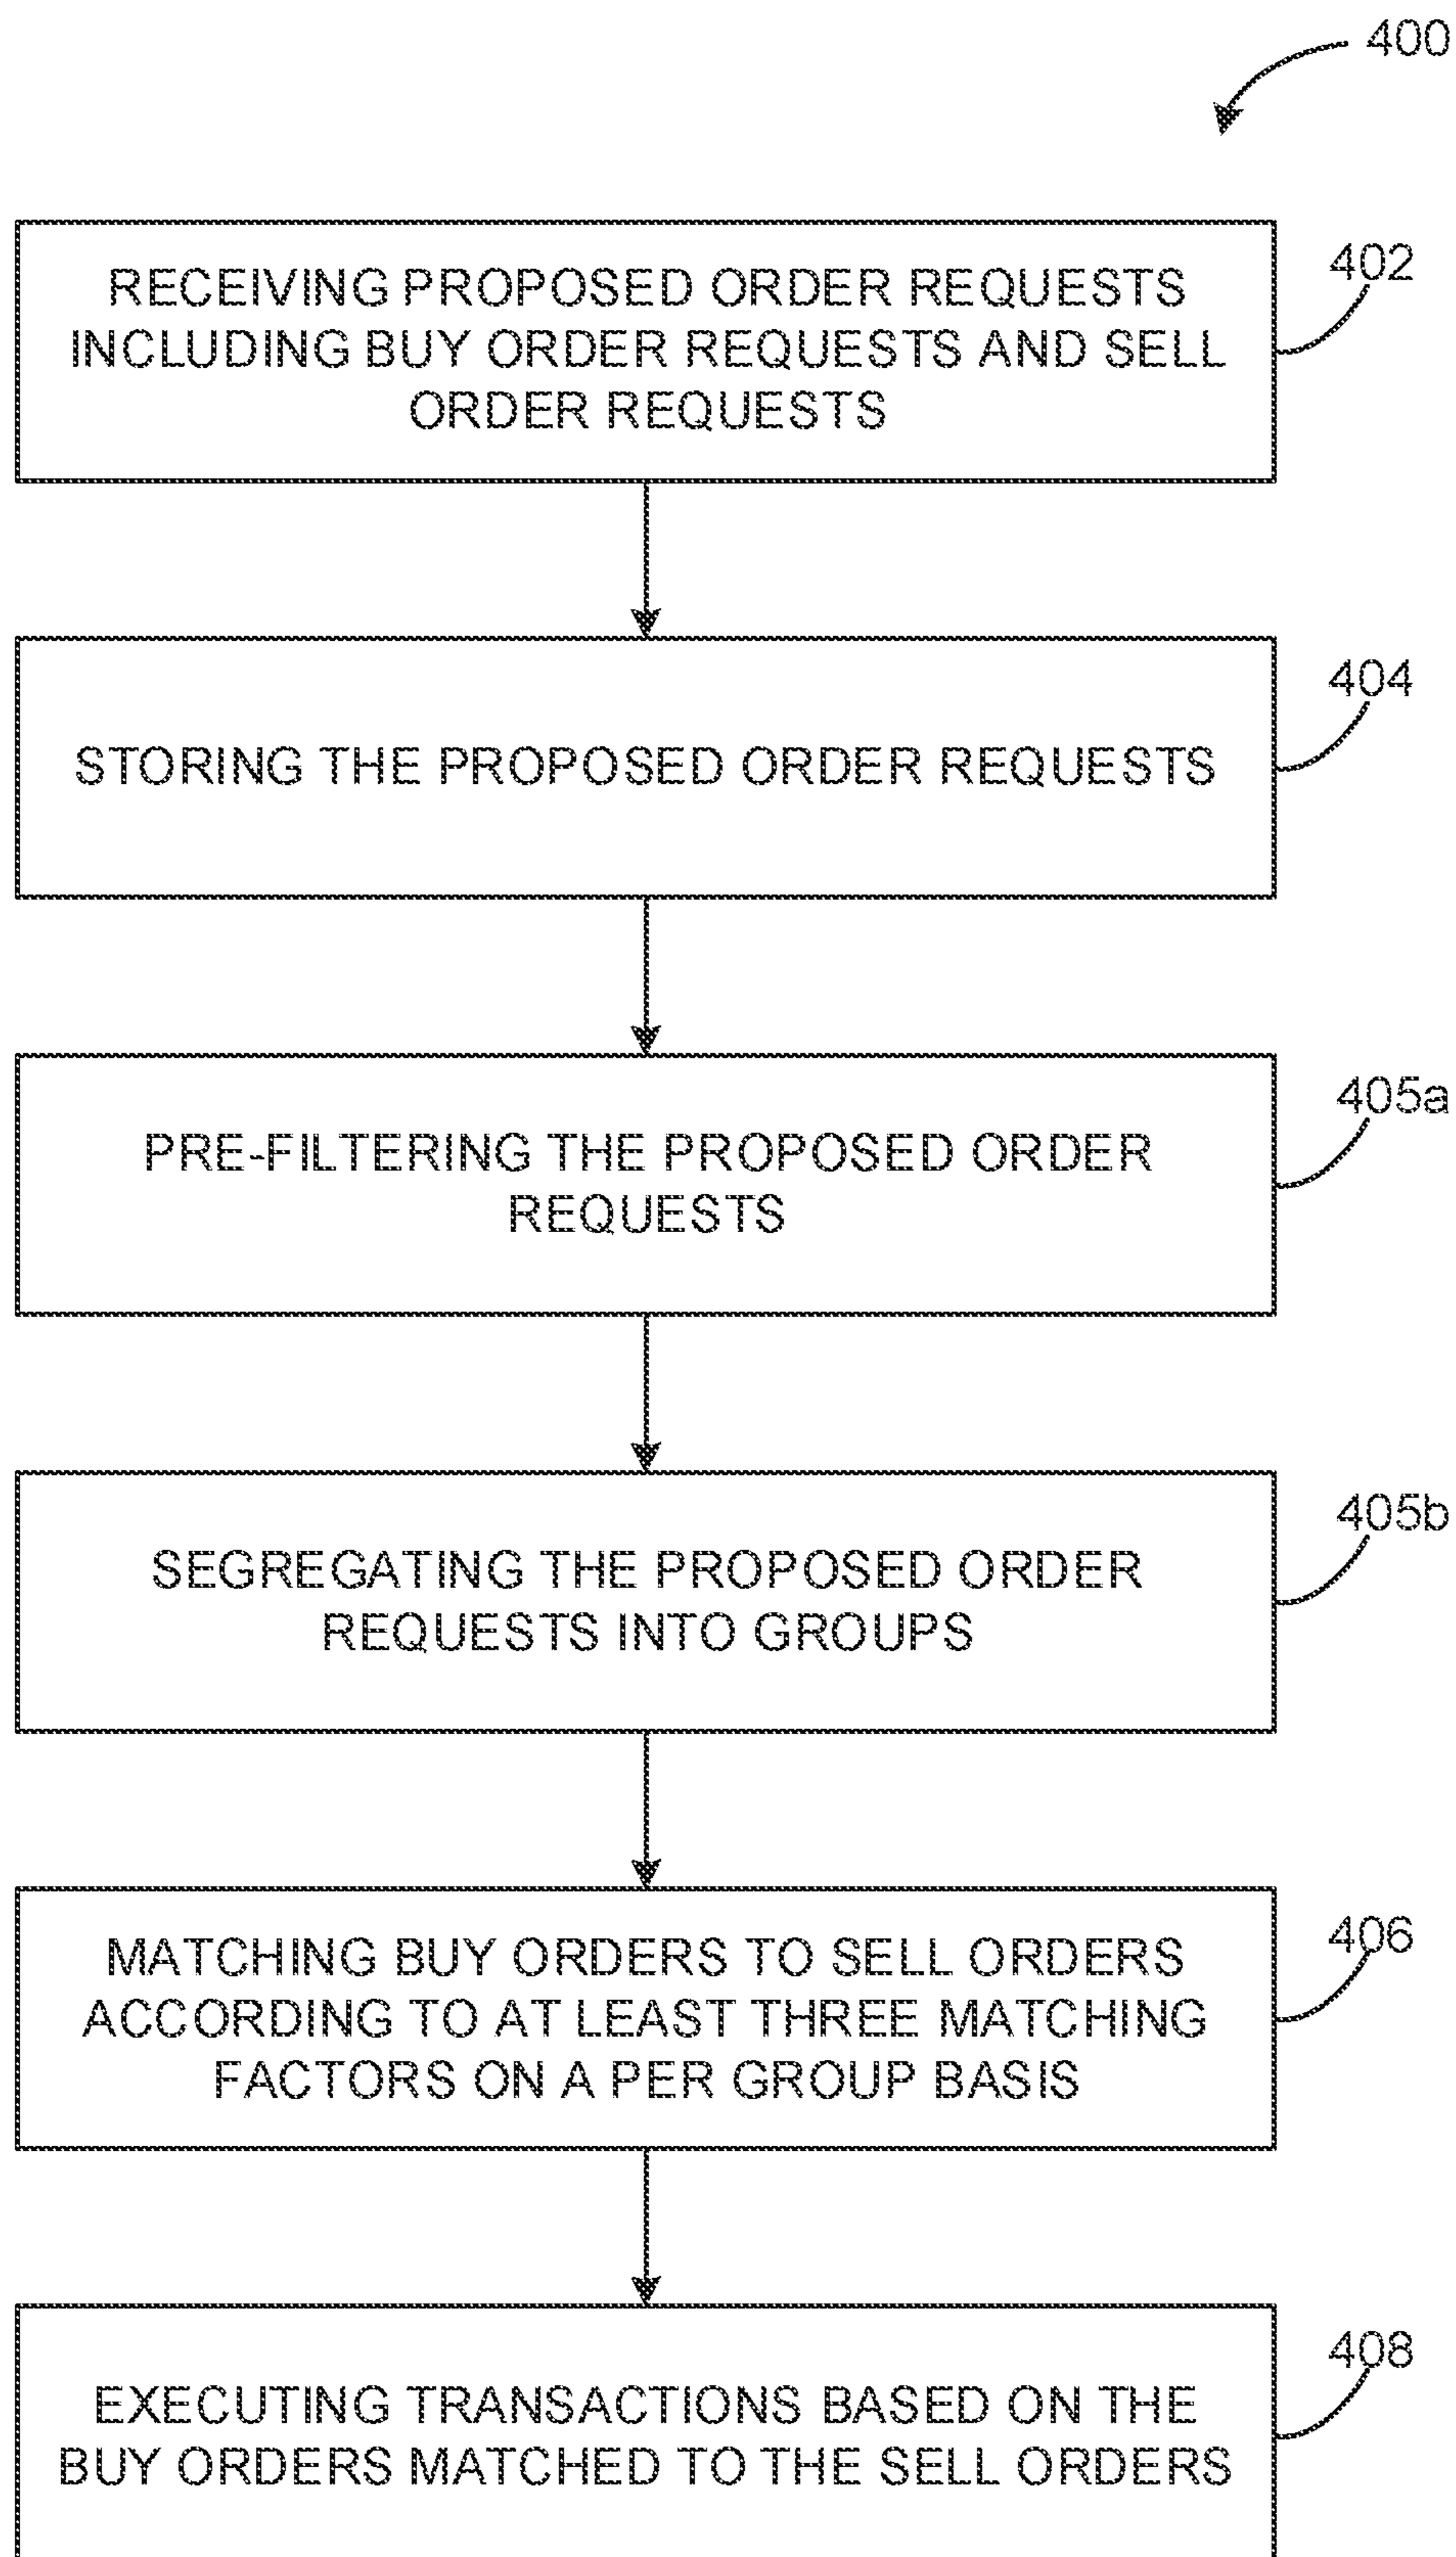 400
RECEIVING PROPOSED ORDER REQUESTS
INCLUDING BUY ORDER REQUESTS AND SELL
ORDER REQUESTS
402
STORING THE PROPOSED ORDER REQUESTS
404
PRE-FILTERING THE PROPOSED ORDER
REQUESTS
405a
SEGREGATING THE PROPOSED ORDER
REQUESTS INTO GROUPS
405b
MATCHING BUY ORDERS TO SELL ORDERS
ACCORDING TO AT LEAST THREE MATCHING
FACTORS ON A PER GROUP BASIS
406
EXECUTING TRANSACTIONS BASED ON THE
BUY ORDERS MATCHED TO THE SELL ORDERS
408